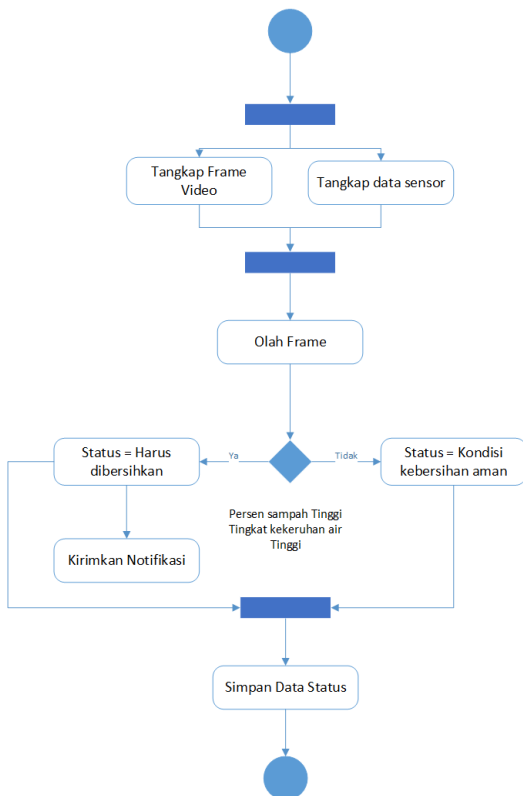 Tangkap Frame
Video
Tangkap data sensor
Olah Frame
Status = Harus
dibersihkan
Ya
Tidak
Status = Kondisi
kebersihan aman
Persen sampah Tinggi
Tingkat kekeruhan air
Tinggi
Kirimkan Notifikasi
Simpan Data Status